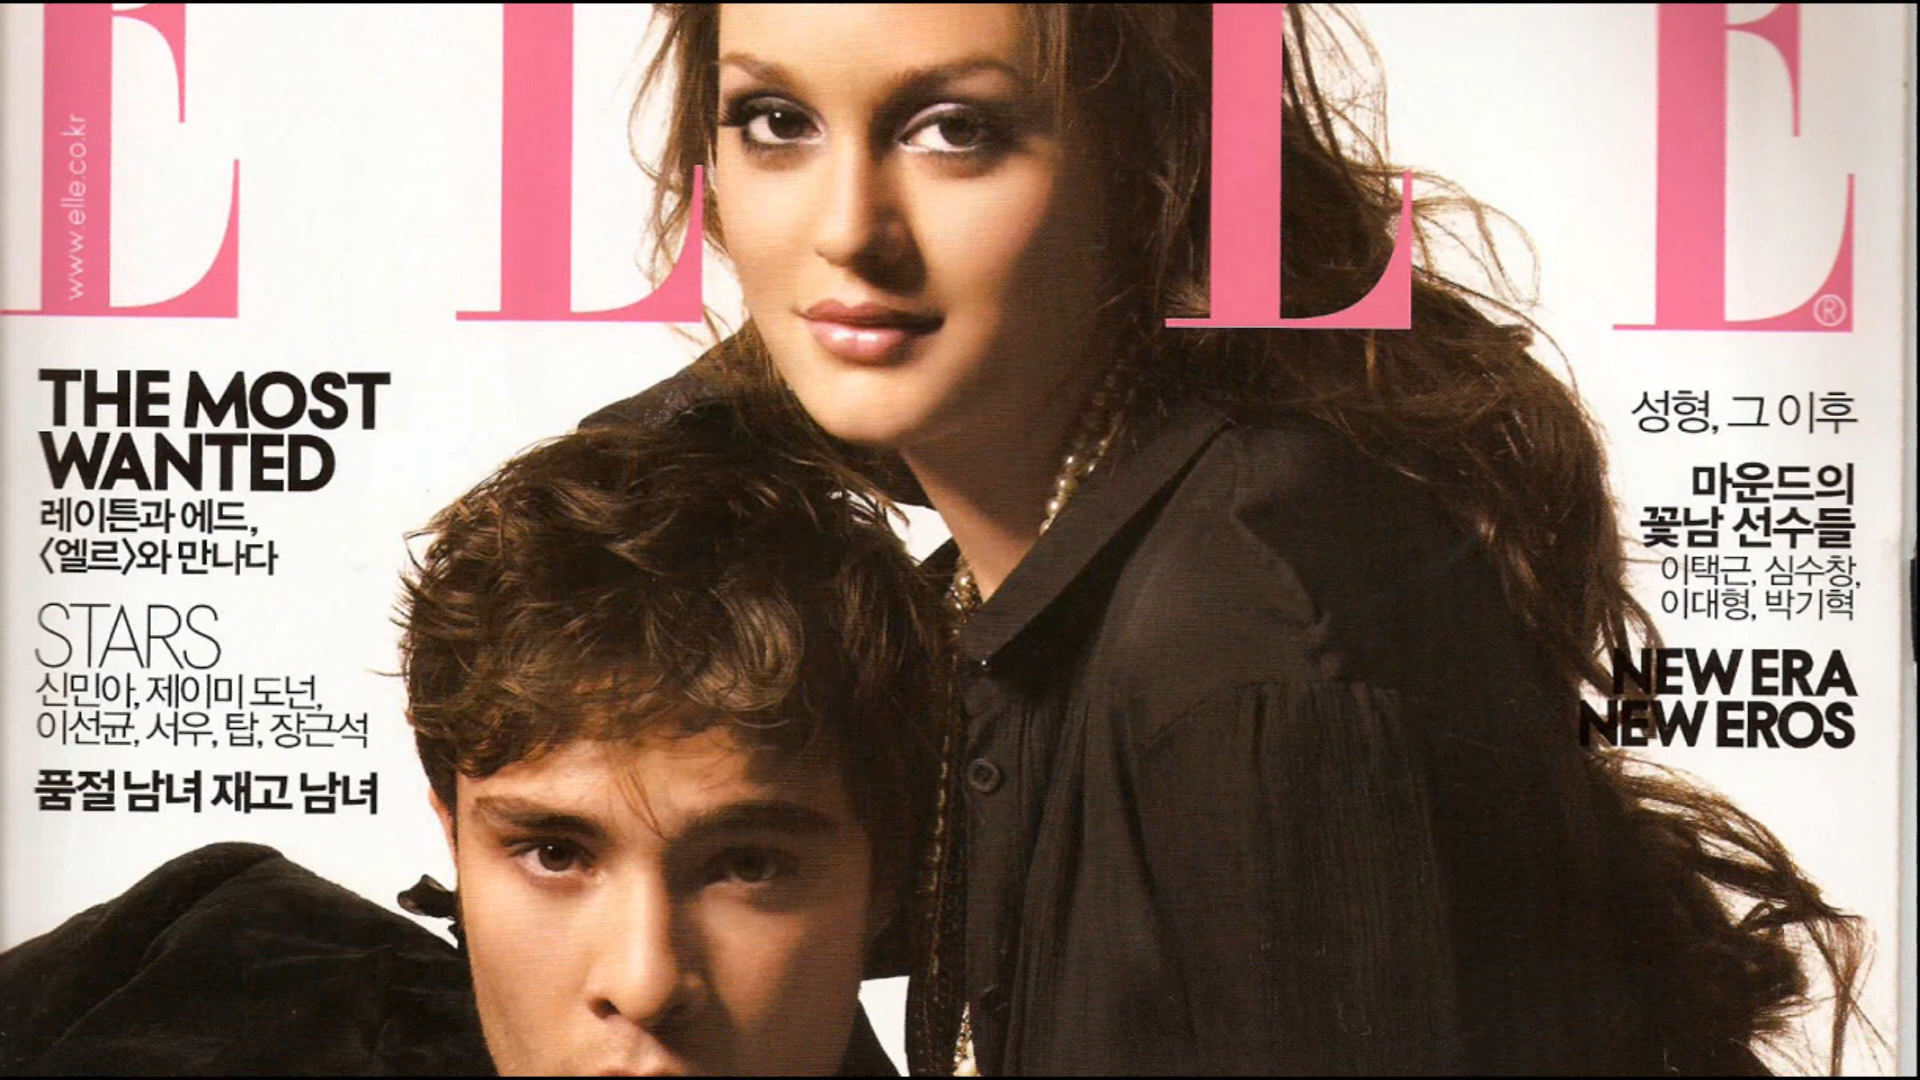 ELLE
www.elle.co.kr
®
THE MOST
WANTED
레이튼과 에드,
〈엘르〉와 만나다
STARS
신민아, 제이미 도넌,
이선균, 서우, 탑, 장근석
품절 남녀 재고 남녀
성형, 그 이후
마운드의
꽃남 선수들
이택근, 심수창,
이대형, 박기혁
NEW ERA
NEW EROS